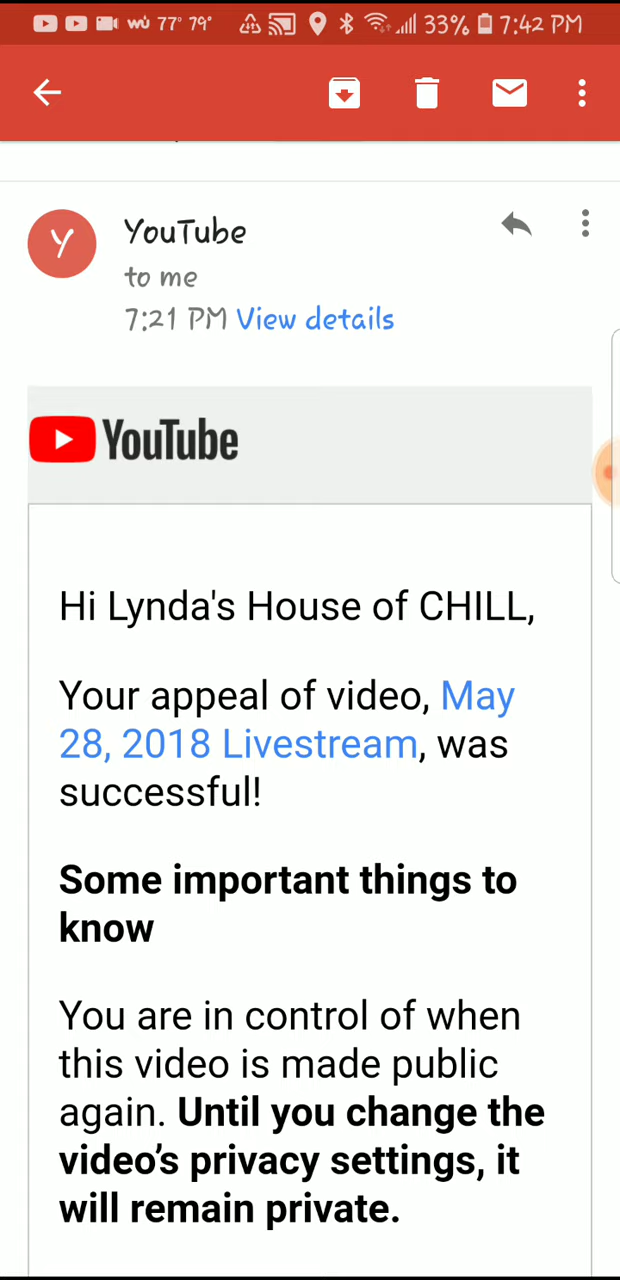 wu 77° 79° 33% 7:42 PM
Y
YouTube
to me
7:21 PM View details
YouTube
Hi Lynda's House of CHILL,
Your appeal of video, May
28, 2018 Livestream, was
successful!
Some important things to
know
You are in control of when
this video is made public
again. Until you change the
video’s privacy settings, it
will remain private.